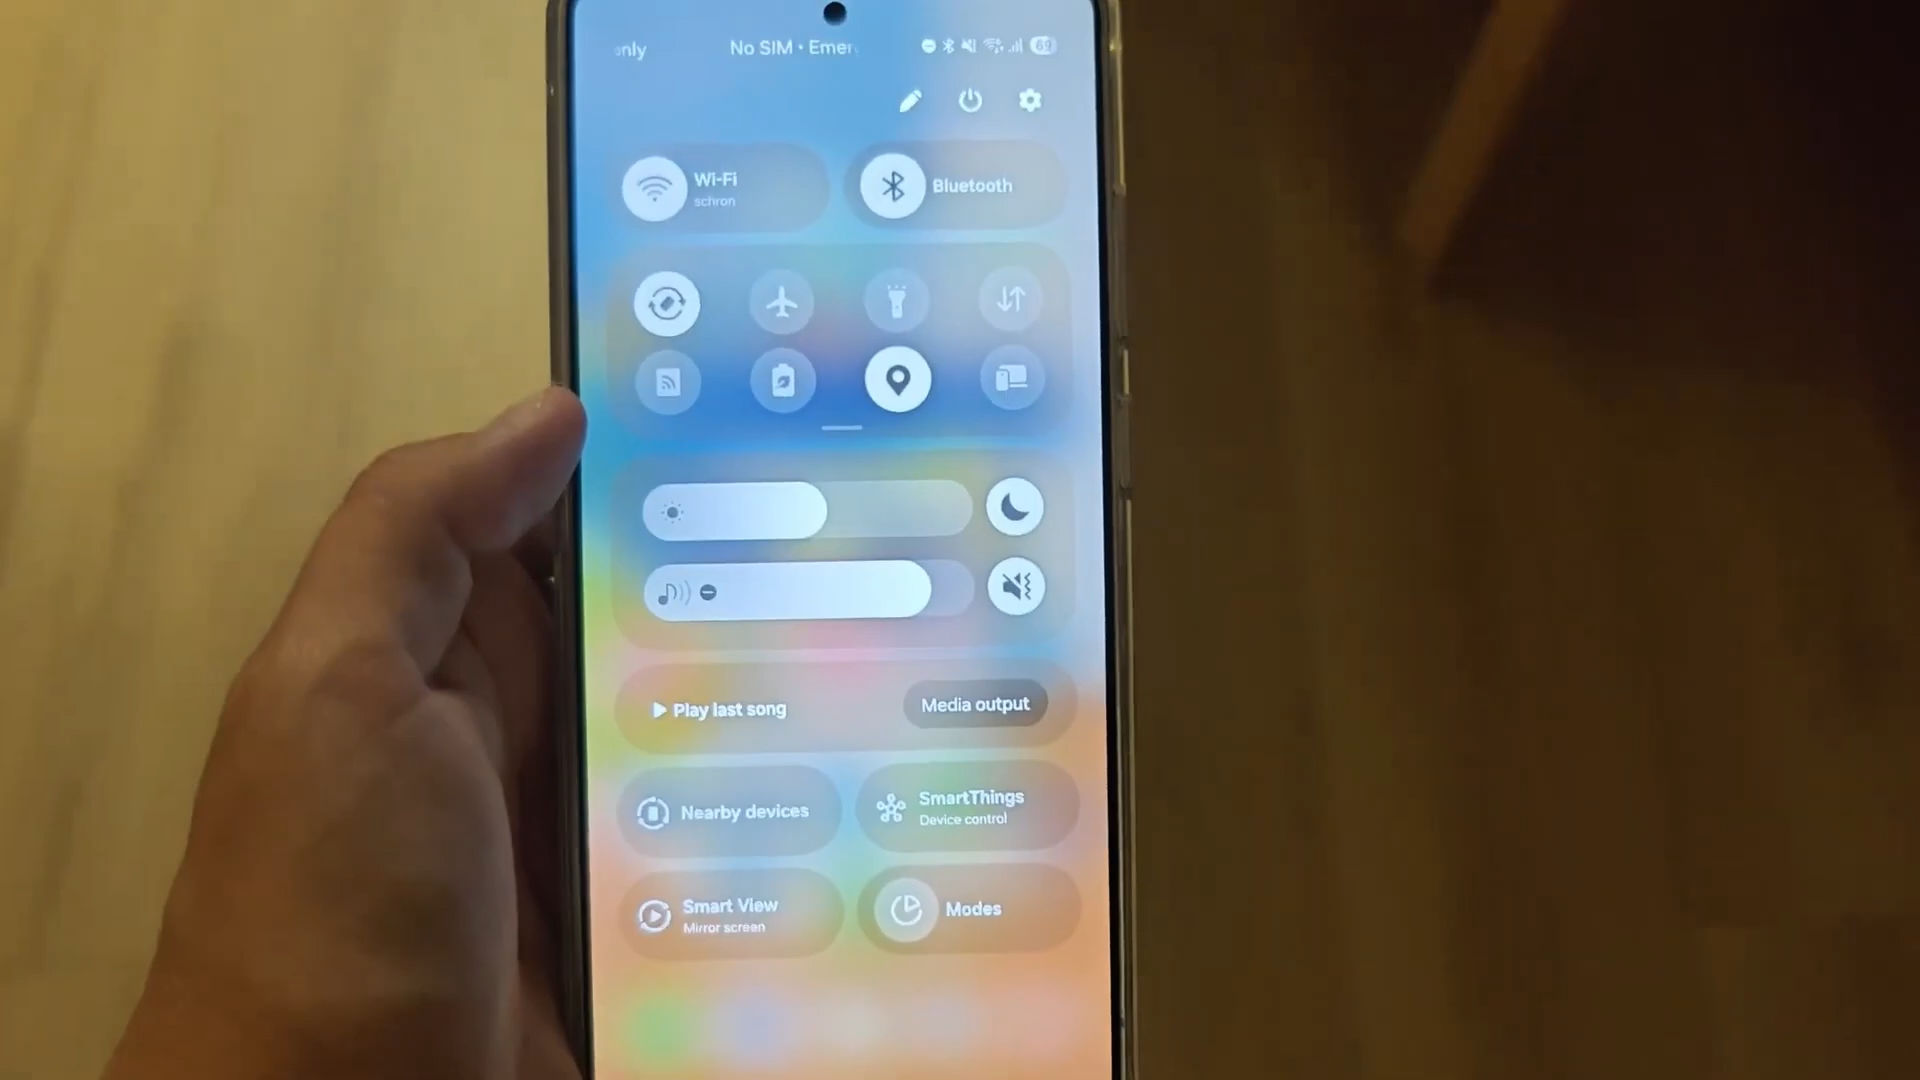 only
No SIM • Emer
69
Wi-Fi
schron
Bluetooth
Play last song
Media output
Nearby devices
SmartThings
Device control
Smart View
Mirror screen
Modes